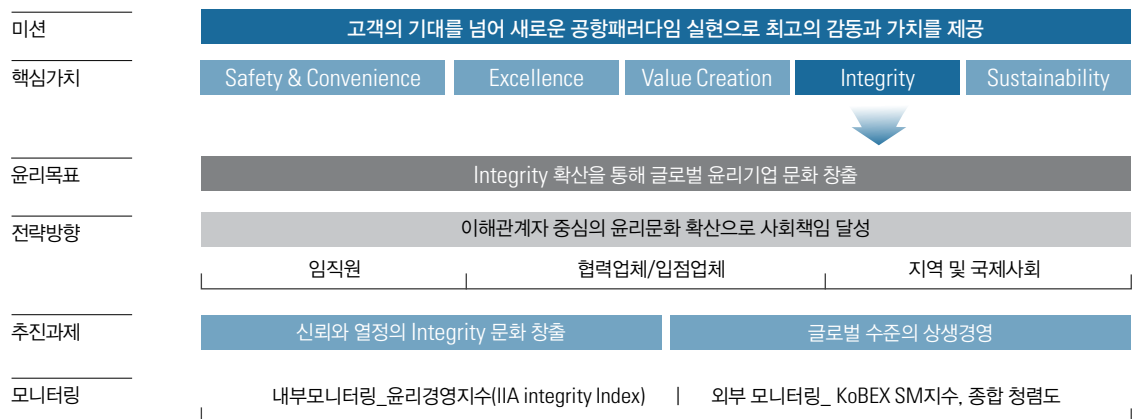 미션
고객의 기대를 넘어 새로운 공항패러다임 실현으로 최고의 감동과 가치를 제공
핵심가치
Safety & Convenience
Excellence
Value Creation
Integrity
Sustainability
윤리목표
Integrity 확산을 통해 글로벌 윤리기업 문화 창출
전략방향
이해관계자 중심의 윤리문화 확산으로 사회책임 달성
임직원
협력업체/입점업체
지역 및 국제사회
추진과제
신뢰와 열정의 Integrity 문화 창출
글로벌 수준의 상생경영
모니터링
내부모니터링_윤리경영지수(IIA integrity Index) | 외부 모니터링_ KoBEX SM지수, 종합 청렴도